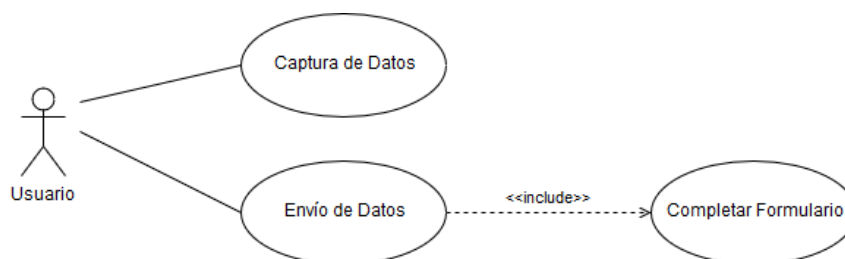 Captura de Datos
Usuario
Envío de Datos
<<include>>
Completar Formulario